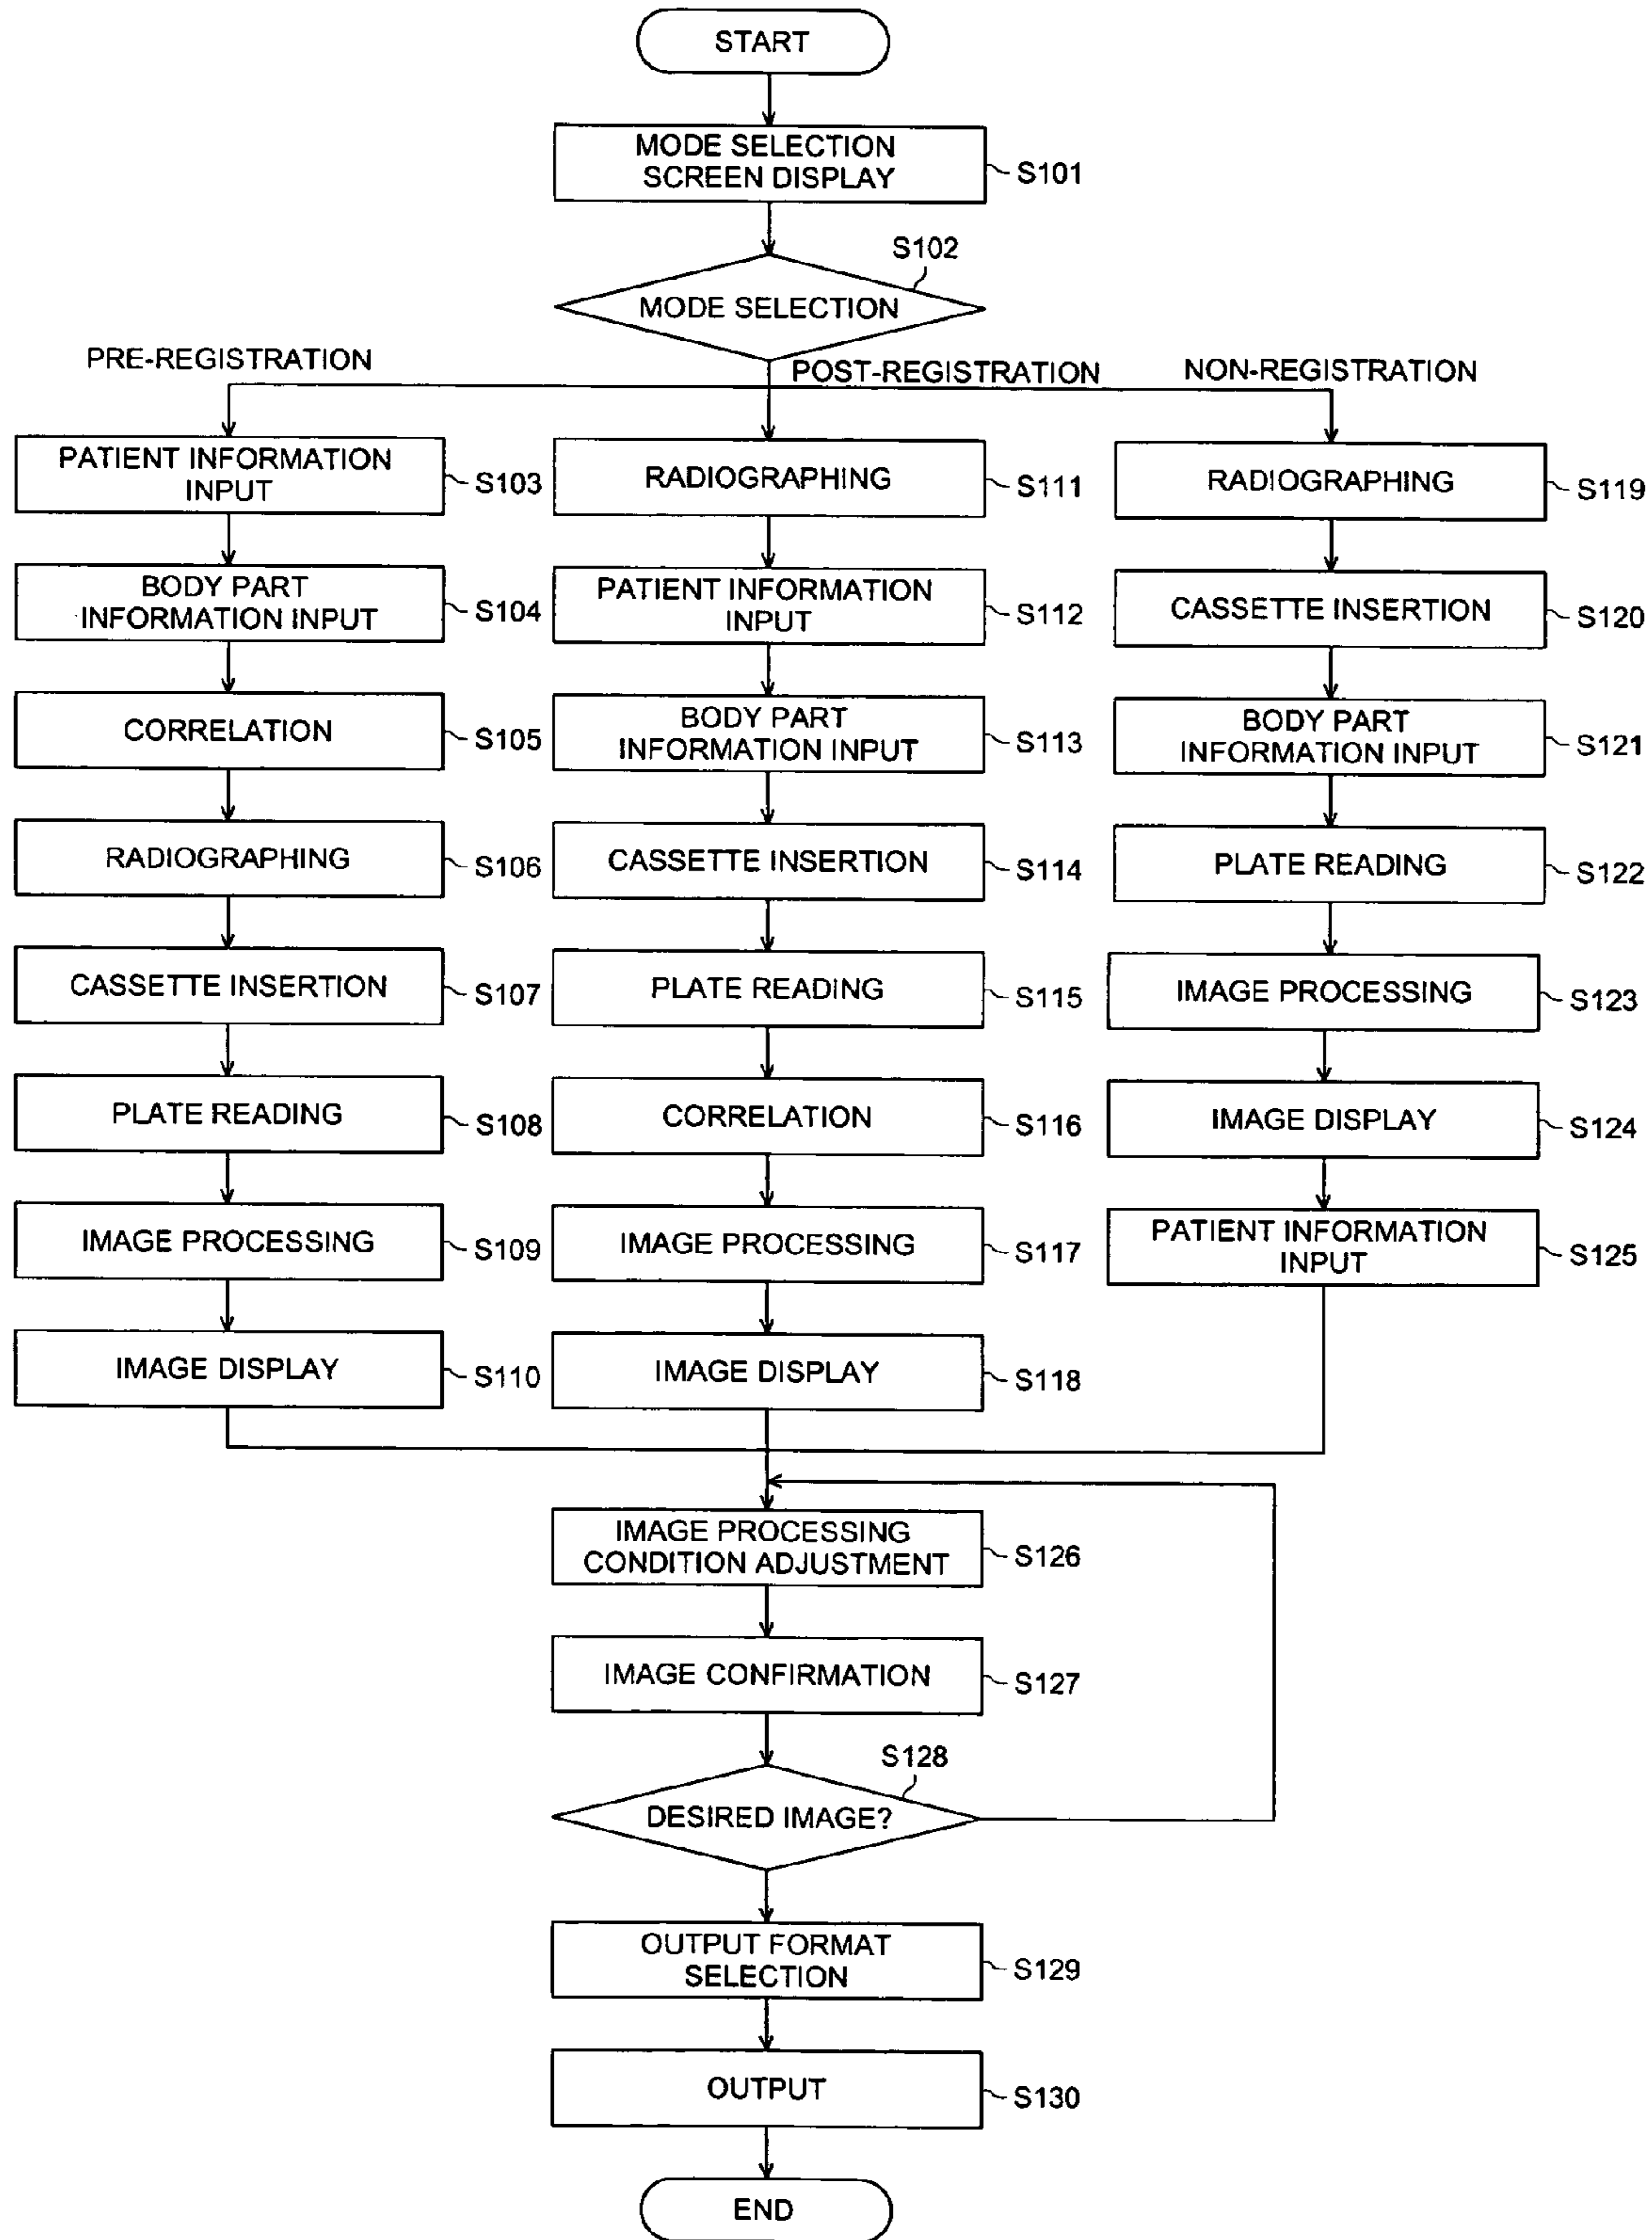 START
MODE SELECTION
SCREEN DISPLAY
S101
S102
MODE SELECTION
PRE-REGISTRATION
POST-REGISTRATION
NON-REGISTRATION
PATIENT INFORMATION
INPUT
S103
BODY PART
INFORMATION INPUT
S104
CORRELATION
S105
RADIOGRAPHING
S106
CASSETTE INSERTION
S107
PLATE READING
S108
IMAGE PROCESSING
S109
IMAGE DISPLAY
S110
RADIOGRAPHING
S111
PATIENT INFORMATION
INPUT
S112
BODY PART
INFORMATION INPUT
S113
CASSETTE INSERTION
S114
PLATE READING
S115
CORRELATION
S116
IMAGE PROCESSING
S117
IMAGE DISPLAY
S118
RADIOGRAPHING
S119
CASSETTE INSERTION
S120
BODY PART
INFORMATION INPUT
S121
PLATE READING
S122
IMAGE PROCESSING
S123
IMAGE DISPLAY
S124
PATIENT INFORMATION
INPUT
S125
IMAGE PROCESSING
CONDITION ADJUSTMENT
S126
IMAGE CONFIRMATION
S127
S128
DESIRED IMAGE?
OUTPUT FORMAT
SELECTION
S129
OUTPUT
S130
END